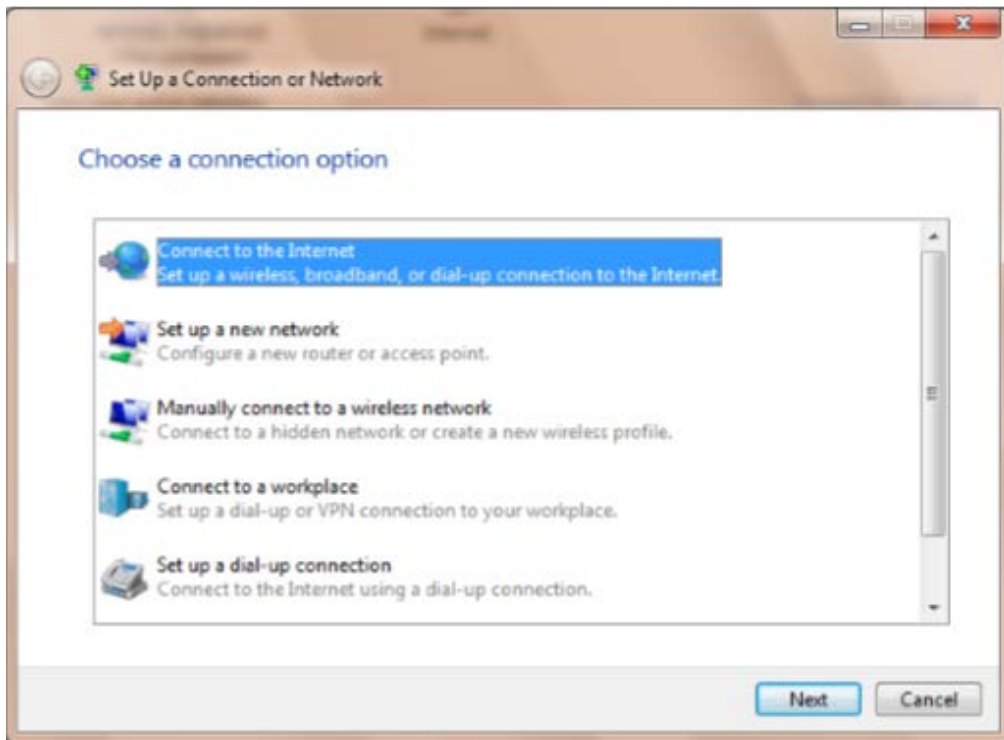 Set Up a Connection or Network
Choose a connection option
Connect to the Internet
Set up a wireless, broadband, or dial-up connection to the Internet.
Set up a new network
Configure a new router or access point.
Manually connect to a wireless network
Connect to a hidden network or create a new wireless profile.
Connect to a workplace
Set up a dial-up or VPN connection to your workplace.
Set up a dial-up connection
Connect to the Internet using a dial-up connection.
Next Cancel